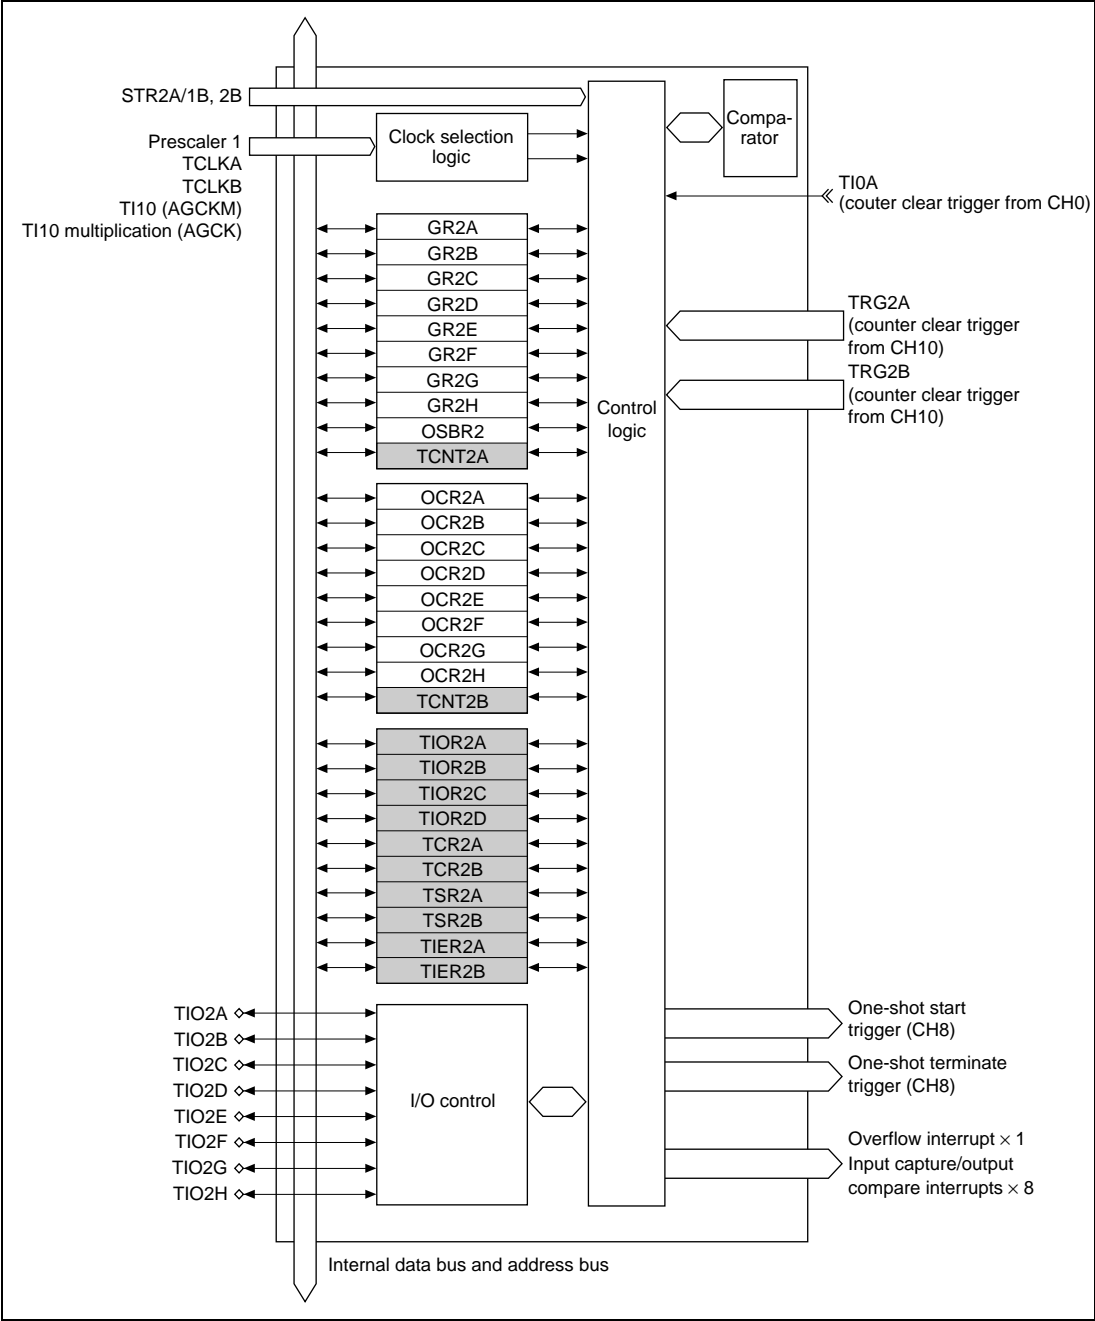 STR2A/1B, 2B
Prescaler 1
TCLKA
TCLKB
TI10 (AGCKM)
TI10 multiplication (AGCK)
Clock selection
logic
Compa-
rator
TI0A
(couter clear trigger from CH0)
GR2A
GR2B
GR2C
GR2D
GR2E
GR2F
GR2G
GR2H
OSBR2
TCNT2A
TRG2A
(counter clear trigger
from CH10)
TRG2B
(counter clear trigger
from CH10)
Control
logic
OCR2A
OCR2B
OCR2C
OCR2D
OCR2E
OCR2F
OCR2G
OCR2H
TCNT2B
TIOR2A
TIOR2B
TIOR2C
TIOR2D
TCR2A
TCR2B
TSR2A
TSR2B
TIER2A
TIER2B
TIO2A
TIO2B
TIO2C
TIO2D
TIO2E
TIO2F
TIO2G
TIO2H
I/O control
One-shot start
trigger (CH8)
One-shot terminate
trigger (CH8)
Overflow interrupt × 1
Input capture/output
compare interrupts × 8
Internal data bus and address bus